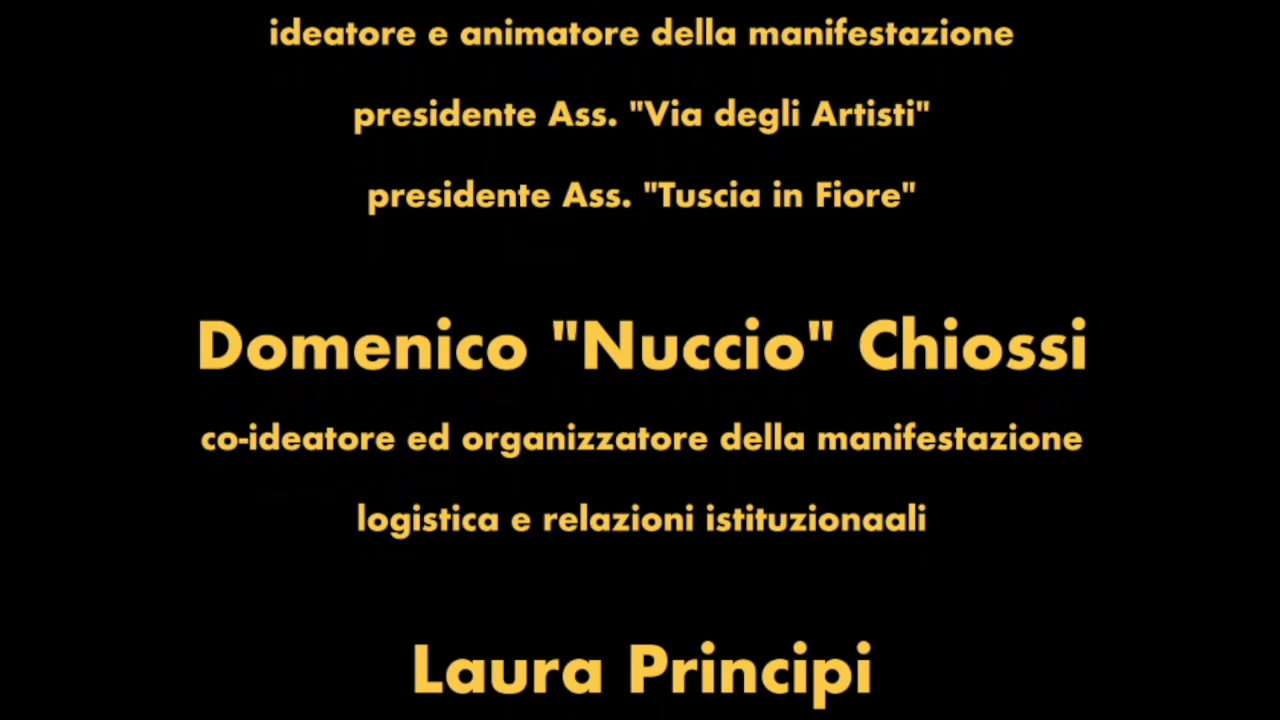 ideatore e animatore della manifestazione
presidente Ass. "Via degli Artisti"
presidente Ass. "Tuscia in Fiore"
Domenico "Nuccio" Chiossi
co-ideatore ed organizzatore della manifestazione
logistica e relazioni istituzionaali
Laura Principi